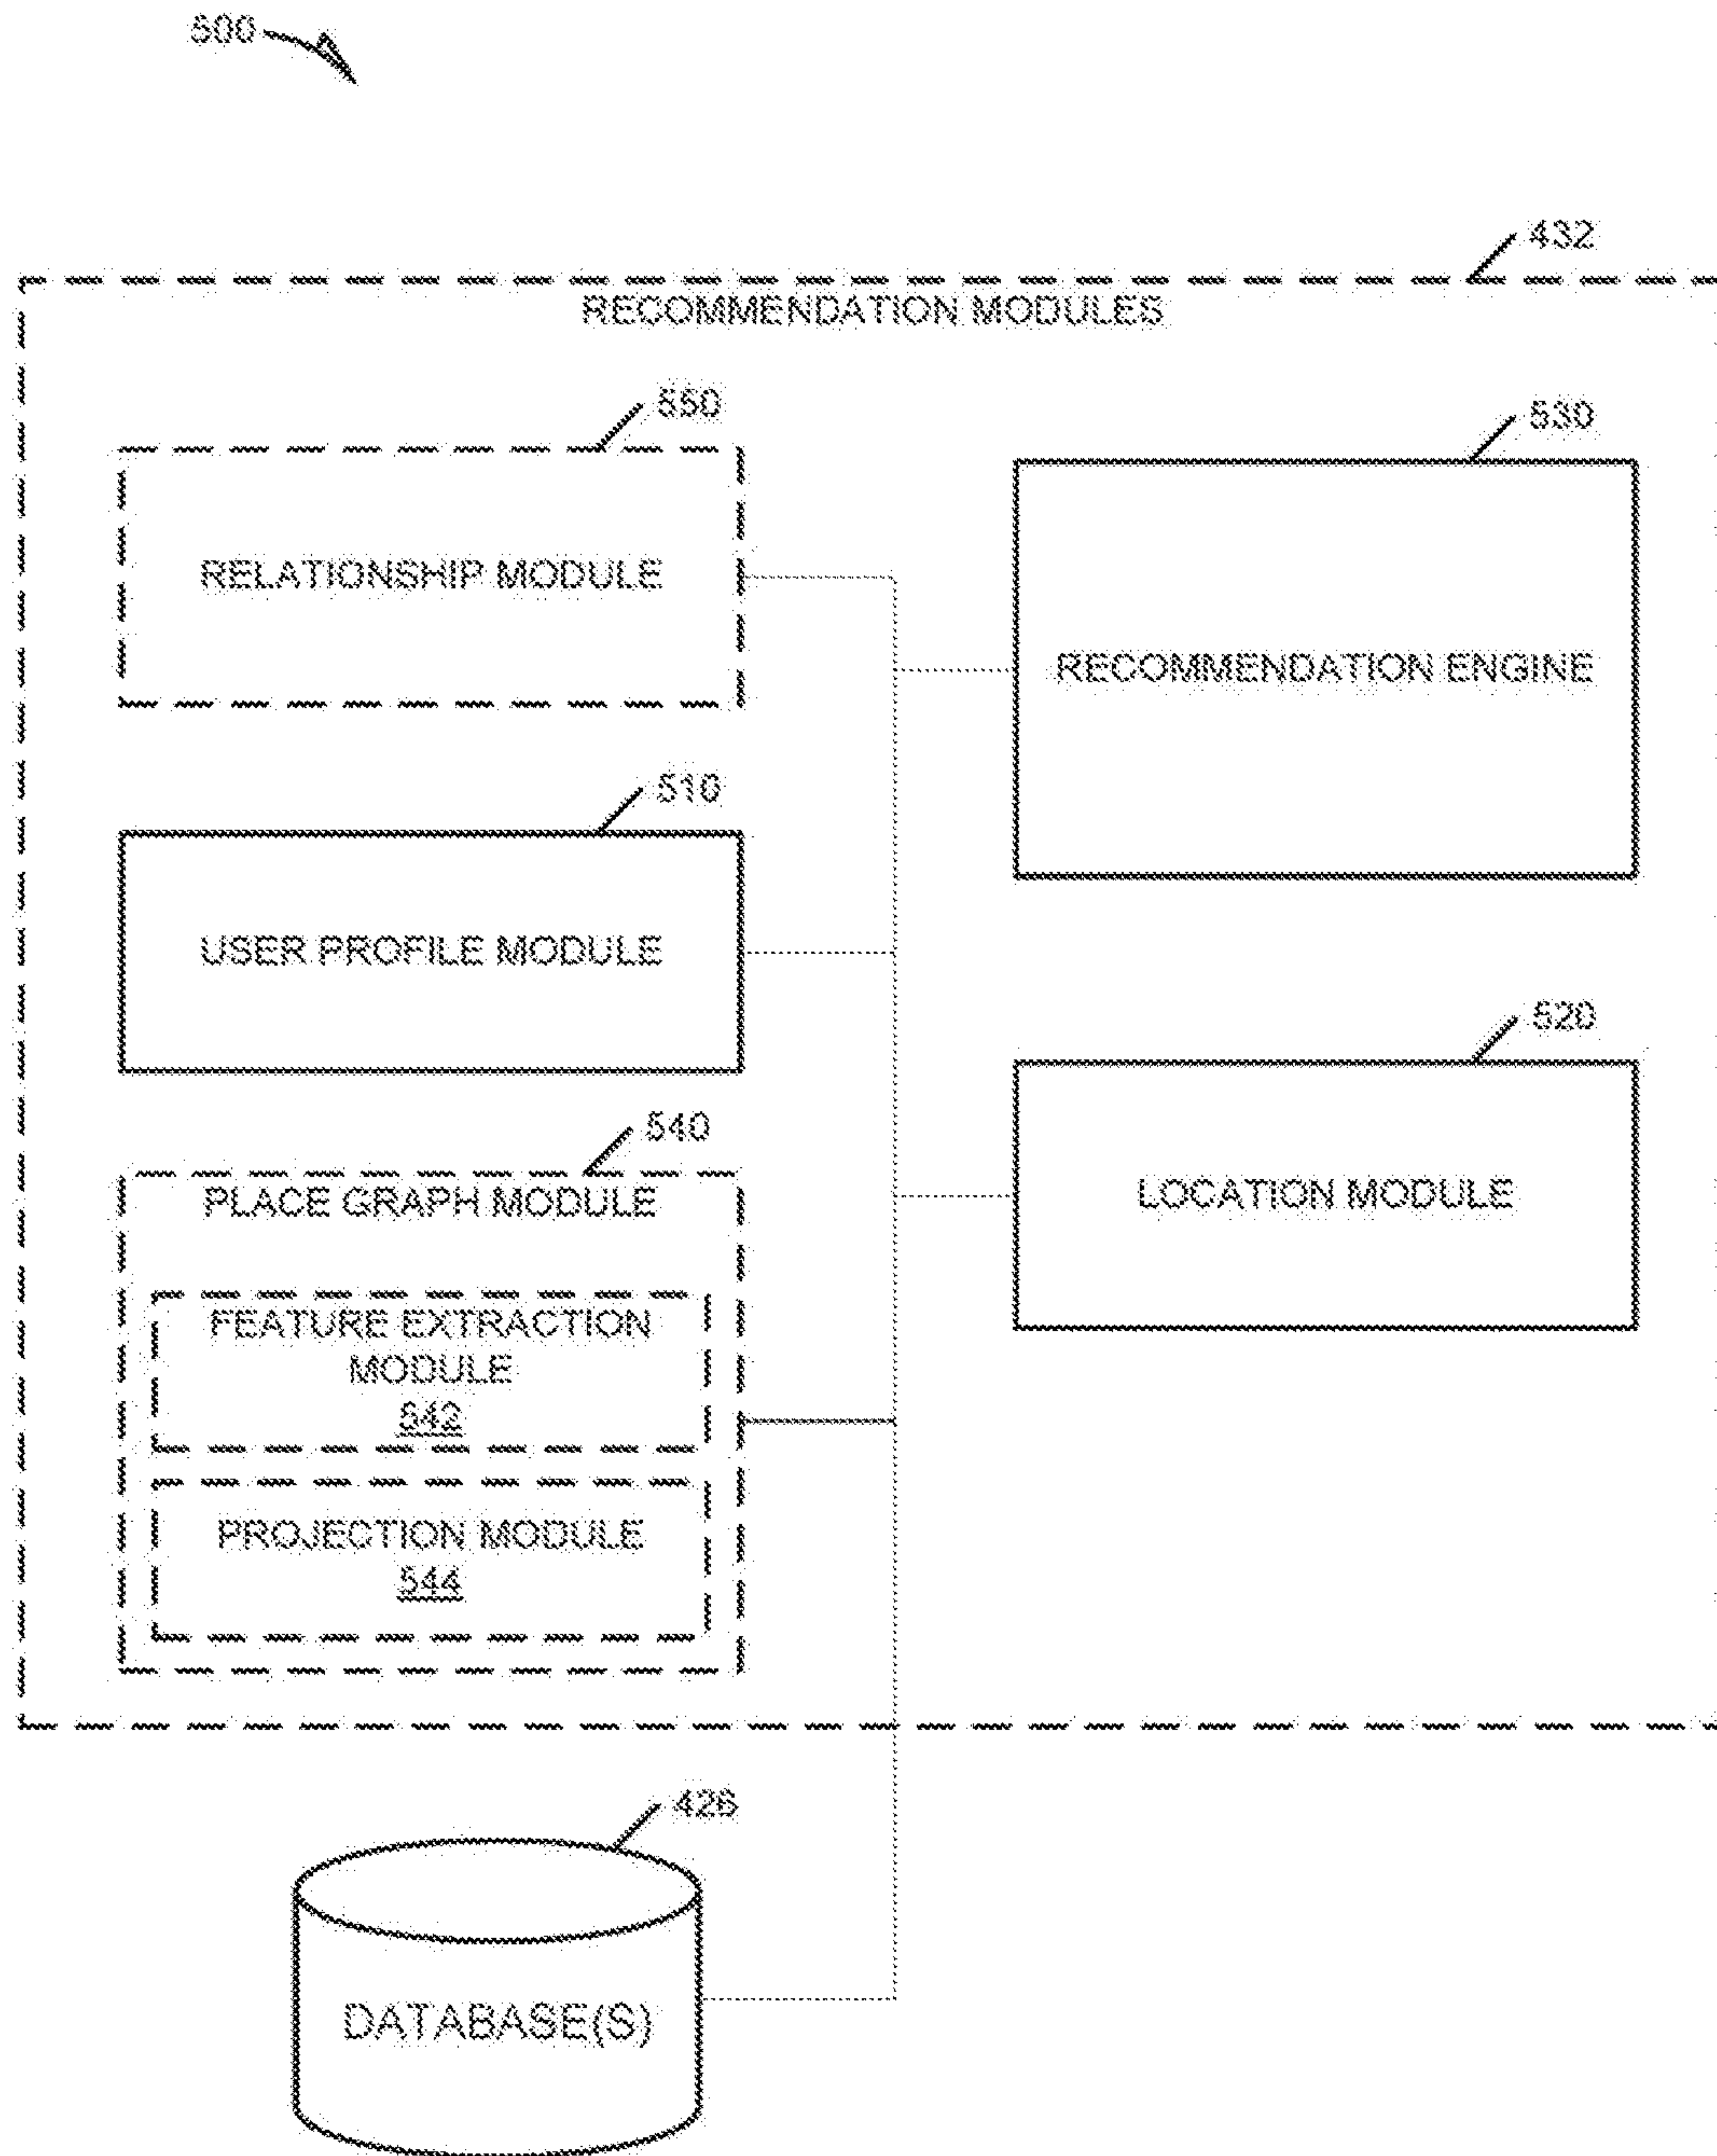 500
432
RECOMMENDATION MODULES
550
530
RELATIONSHIP MODULE
RECOMMENDATION ENGINE
510
USER PROFILE MODULE
520
540
PLACE GRAPH MODULE
LOCATION MODULE
FEATURE EXTRACTION
MODULE
542
PROJECTION MODULE
544
426
DATABASE(S)